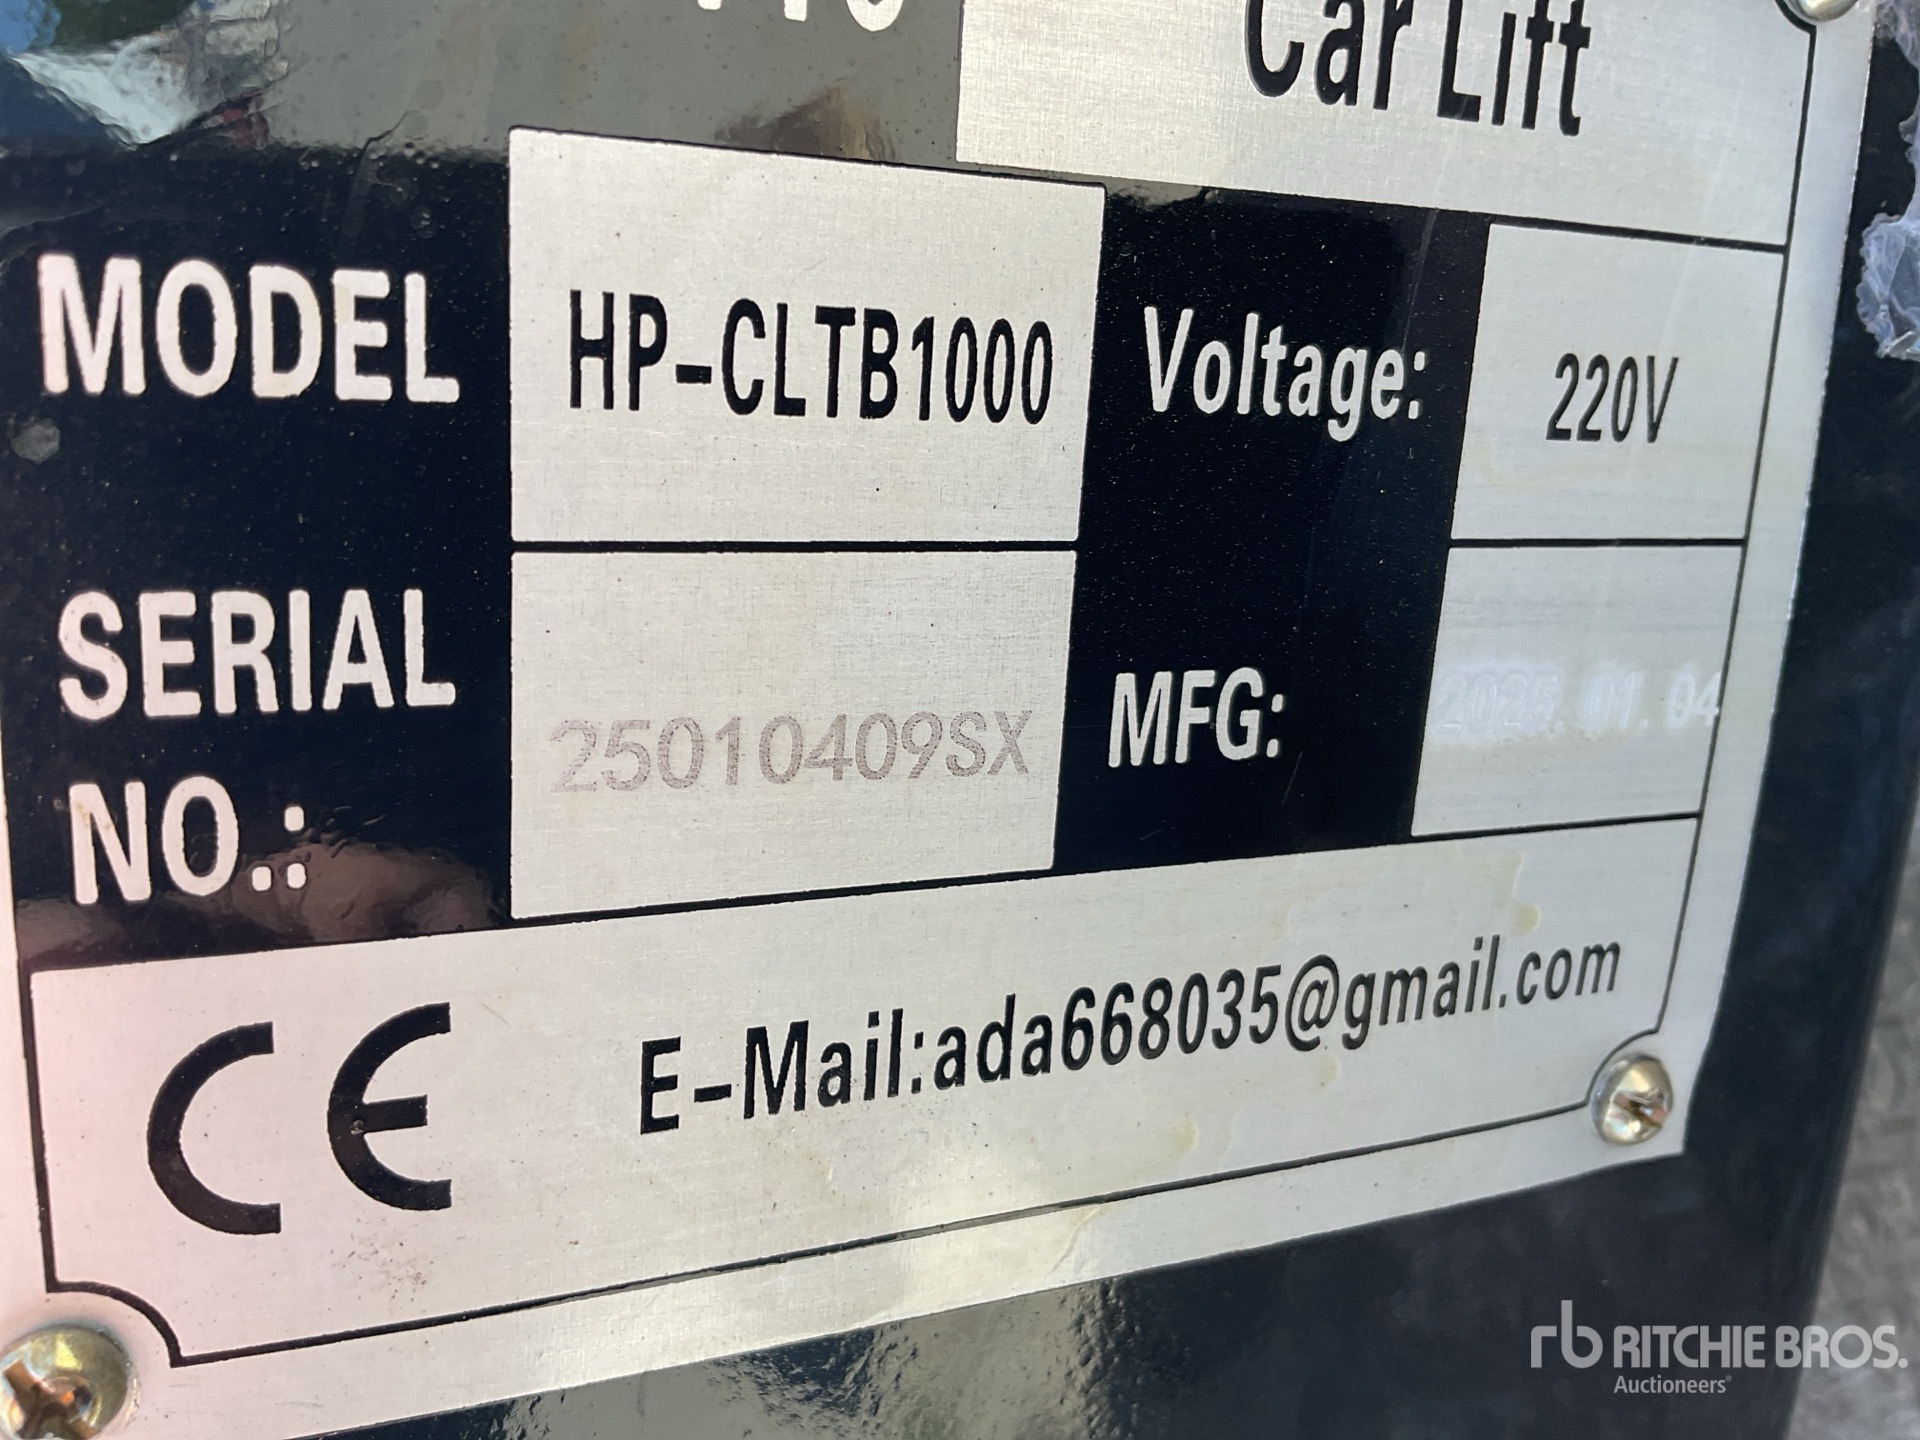 Car Lift
MODEL HP-CLTB1000 Voltage: 220V
SERIAL NO.: 25010409SX MFG: 2025.01.04
CE E-Mail:ada668035@gmail.com
rb RITCHIE BROS.
Auctioneers®